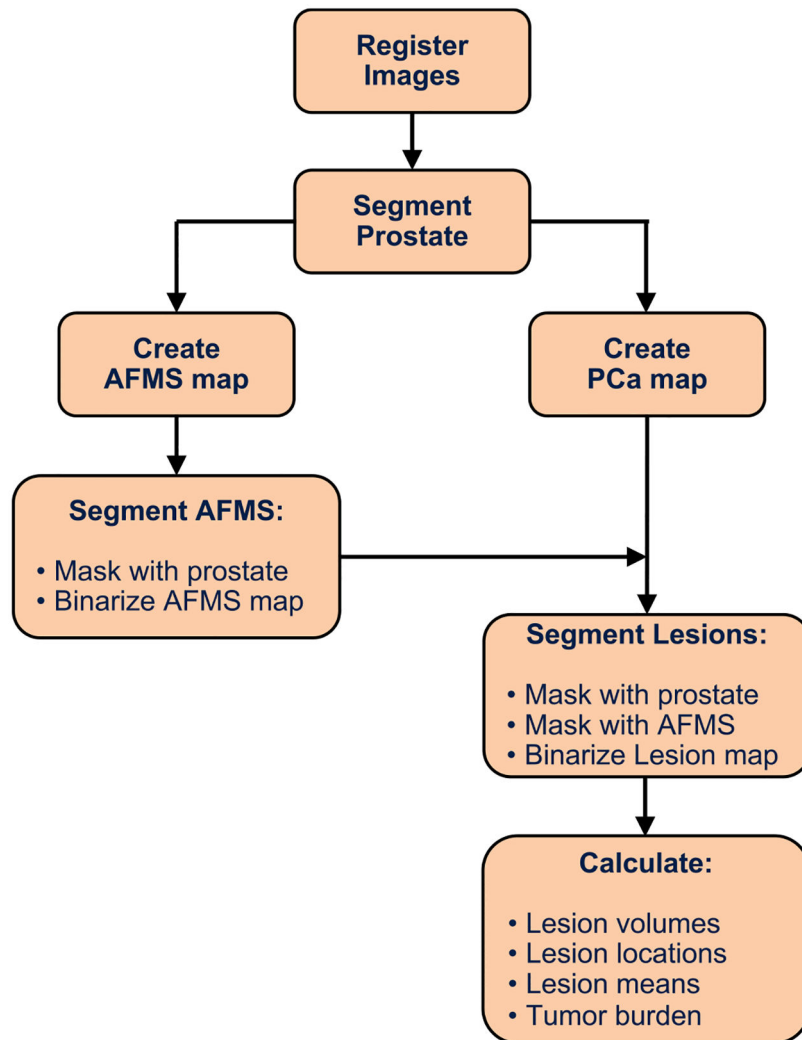 Register
Images
Segment
Prostate
Create
AFMS map
Create
PCa map
Segment AFMS:
• Mask with prostate
• Binarize AFMS map
Segment Lesions:
• Mask with prostate
• Mask with AFMS
• Binarize Lesion map
Calculate:
• Lesion volumes
• Lesion locations
• Lesion means
• Tumor burden